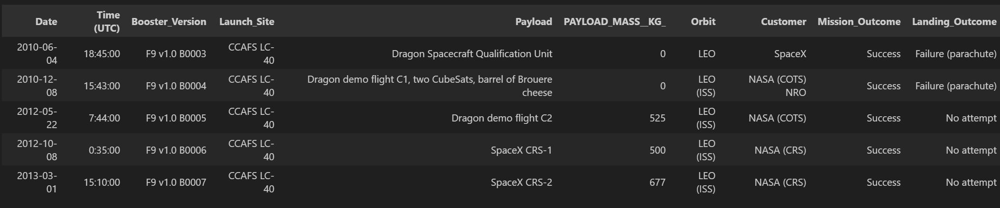 Date Time (UTC) Booster_Version Launch_Site Payload PAYLOAD_MASS__KG_ Orbit Customer Mission_Outcome Landing_Outcome
2010-06-04 18:45:00 F9 v1.0 B0003 CCAFS LC-40 Dragon Spacecraft Qualification Unit 0 LEO SpaceX Success Failure (parachute)
2010-12-08 15:43:00 F9 v1.0 B0004 CCAFS LC-40 Dragon demo flight C1, two CubeSats, barrel of Brouere cheese 0 LEO (ISS) NASA (COTS) NRO Success Failure (parachute)
2012-05-22 7:44:00 F9 v1.0 B0005 CCAFS LC-40 Dragon demo flight C2 525 LEO (ISS) NASA (COTS) Success No attempt
2012-10-08 0:35:00 F9 v1.0 B0006 CCAFS LC-40 SpaceX CRS-1 500 LEO (ISS) NASA (CRS) Success No attempt
2013-03-01 15:10:00 F9 v1.0 B0007 CCAFS LC-40 SpaceX CRS-2 677 LEO (ISS) NASA (CRS) Success No attempt